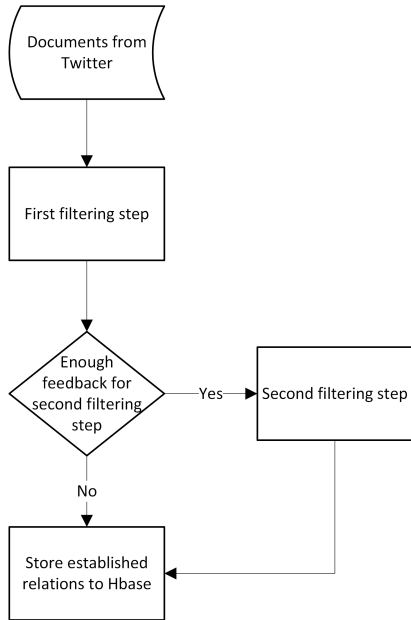 Documents from
Twitter
First filtering step
Enough
feedback for
second filtering
step
Yes
Second filtering step
No
Store established
relations to Hbase